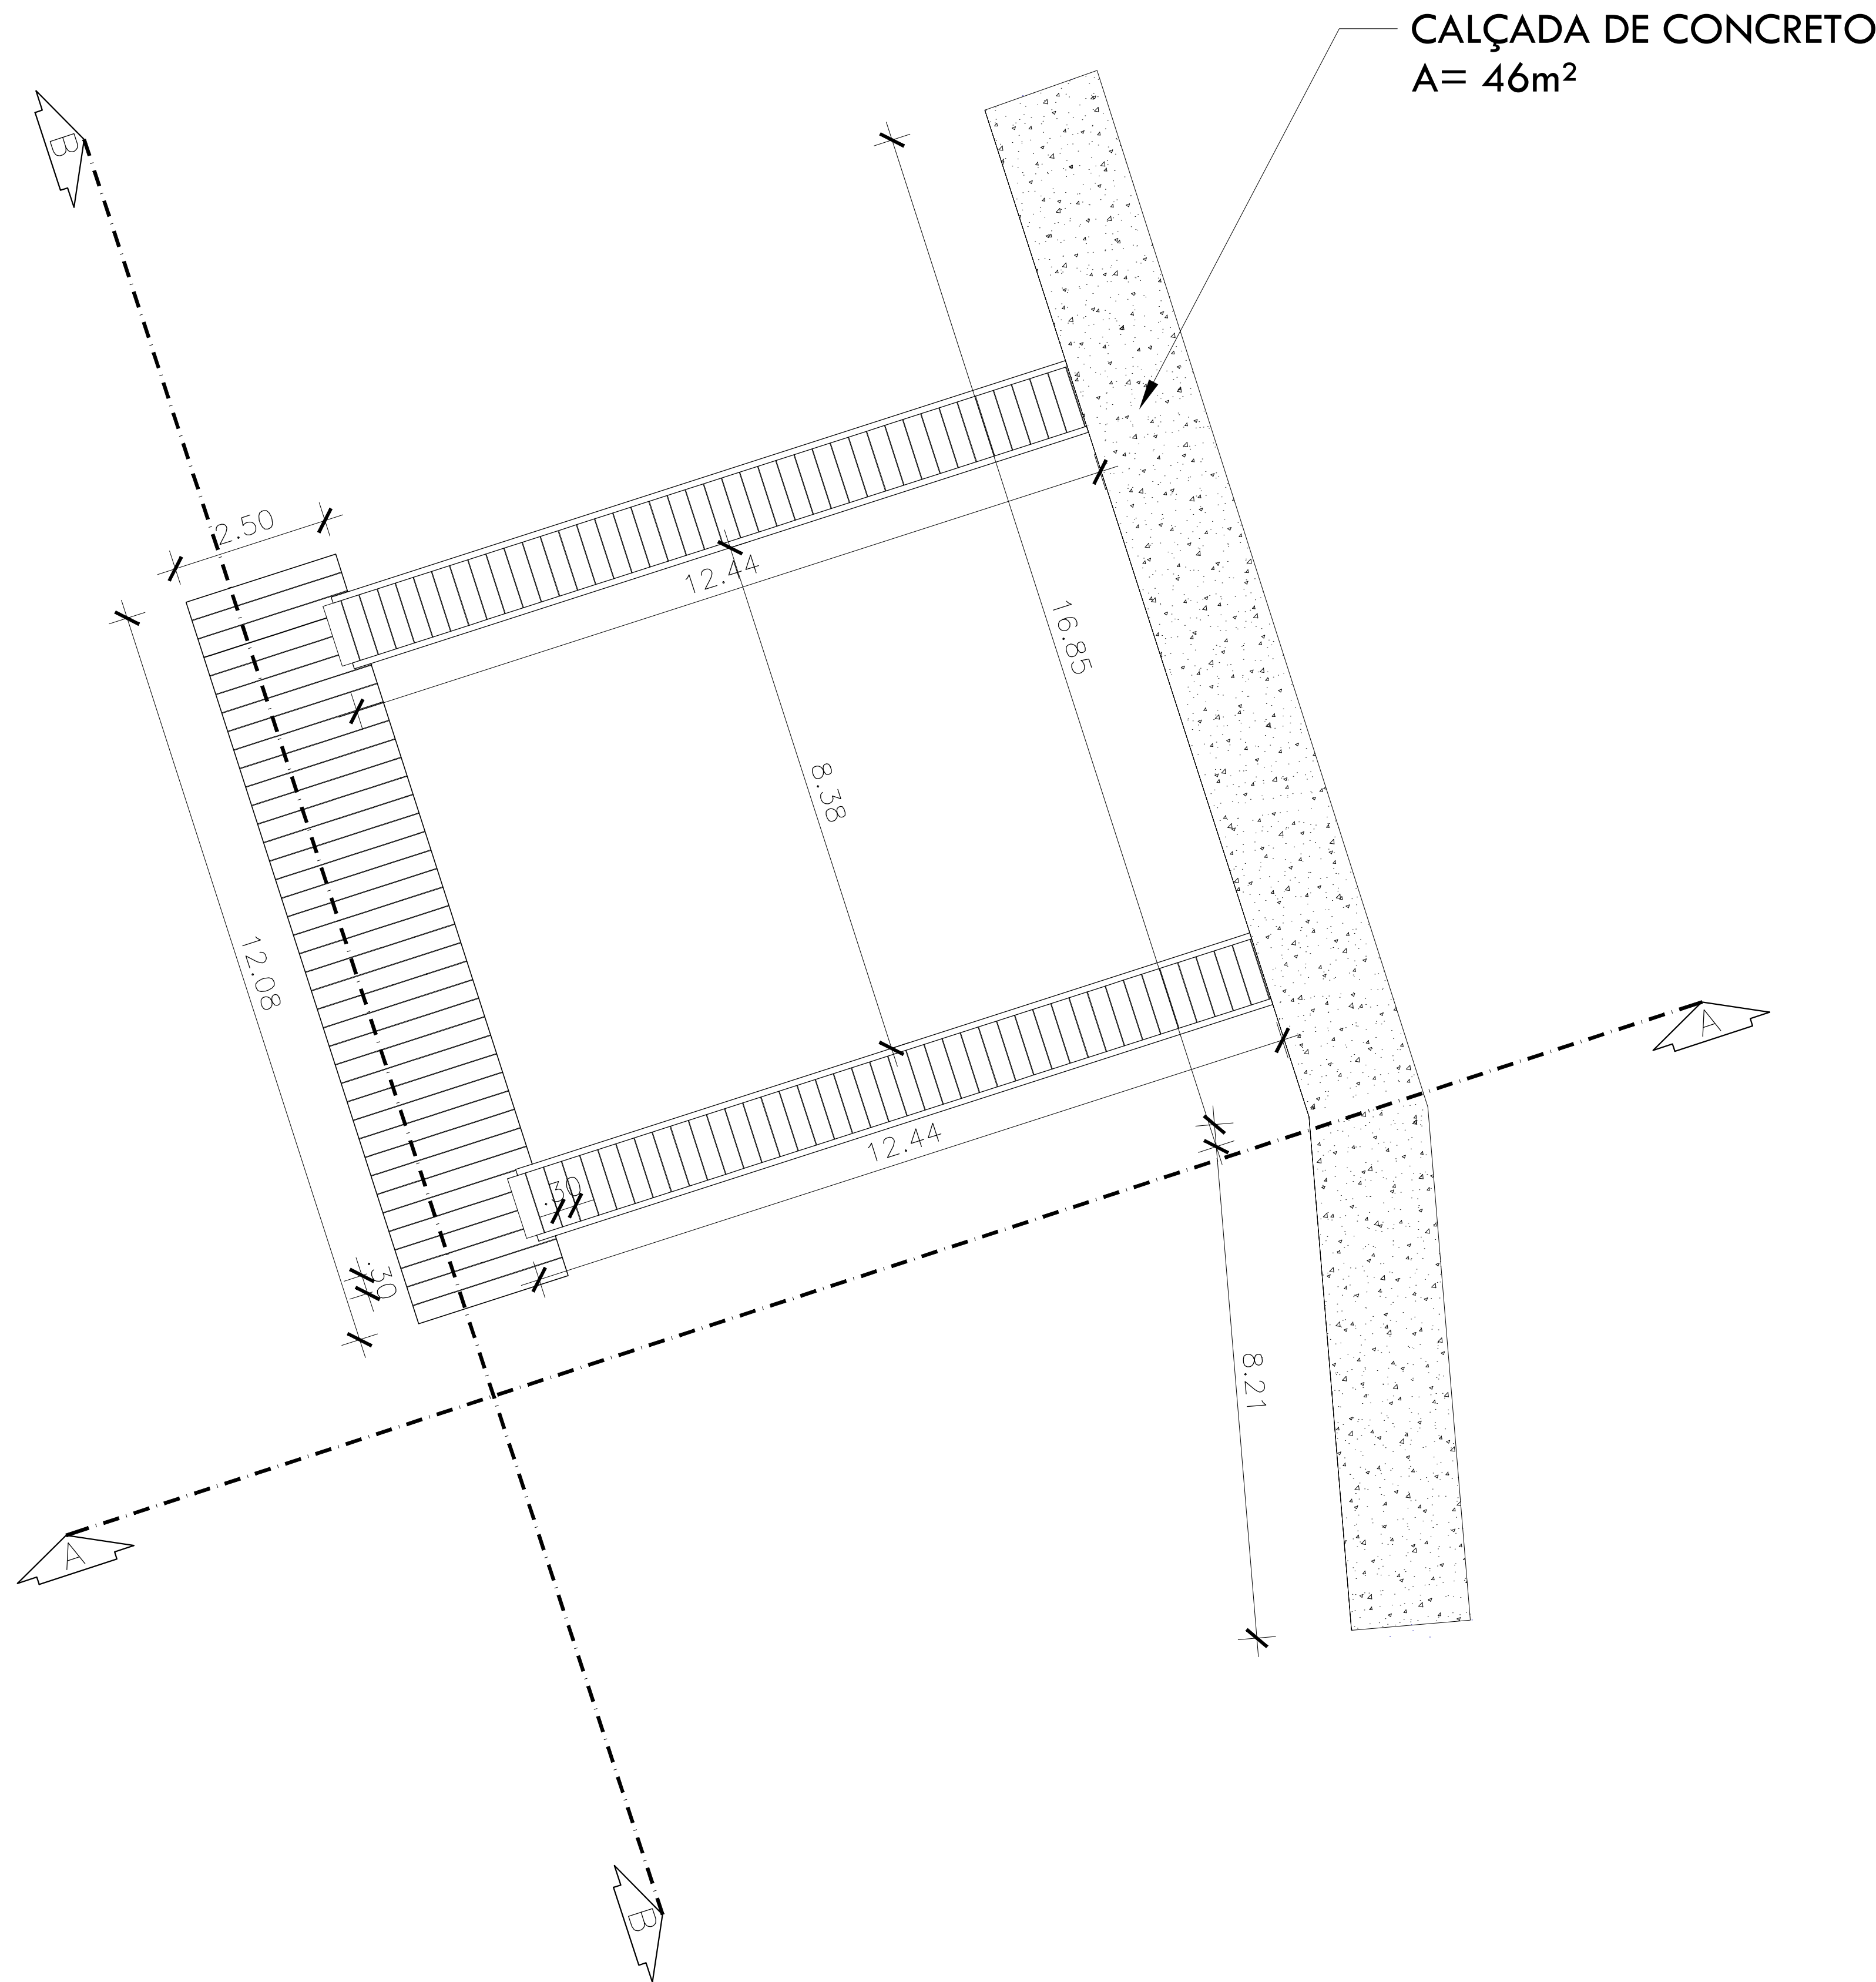 CALÇADA DE CONCRETO
A= 46m²
B
2.50
12.44
16.85
8.38
12.08
A
12.44
.30
.30
8.21
A
B